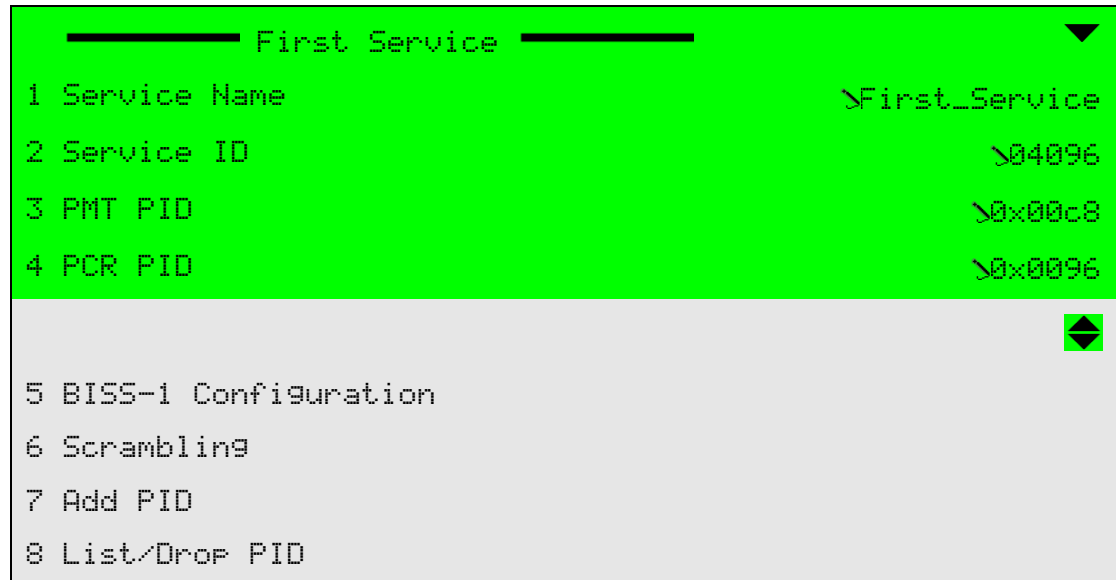 First Service
1 Service Name First_Service
2 Service ID 04096
3 PMT PID 0x00c8
4 PCR PID 0x0096
5 BISS-1 Configuration
6 Scrambling
7 Add PID
8 List/Drop PID